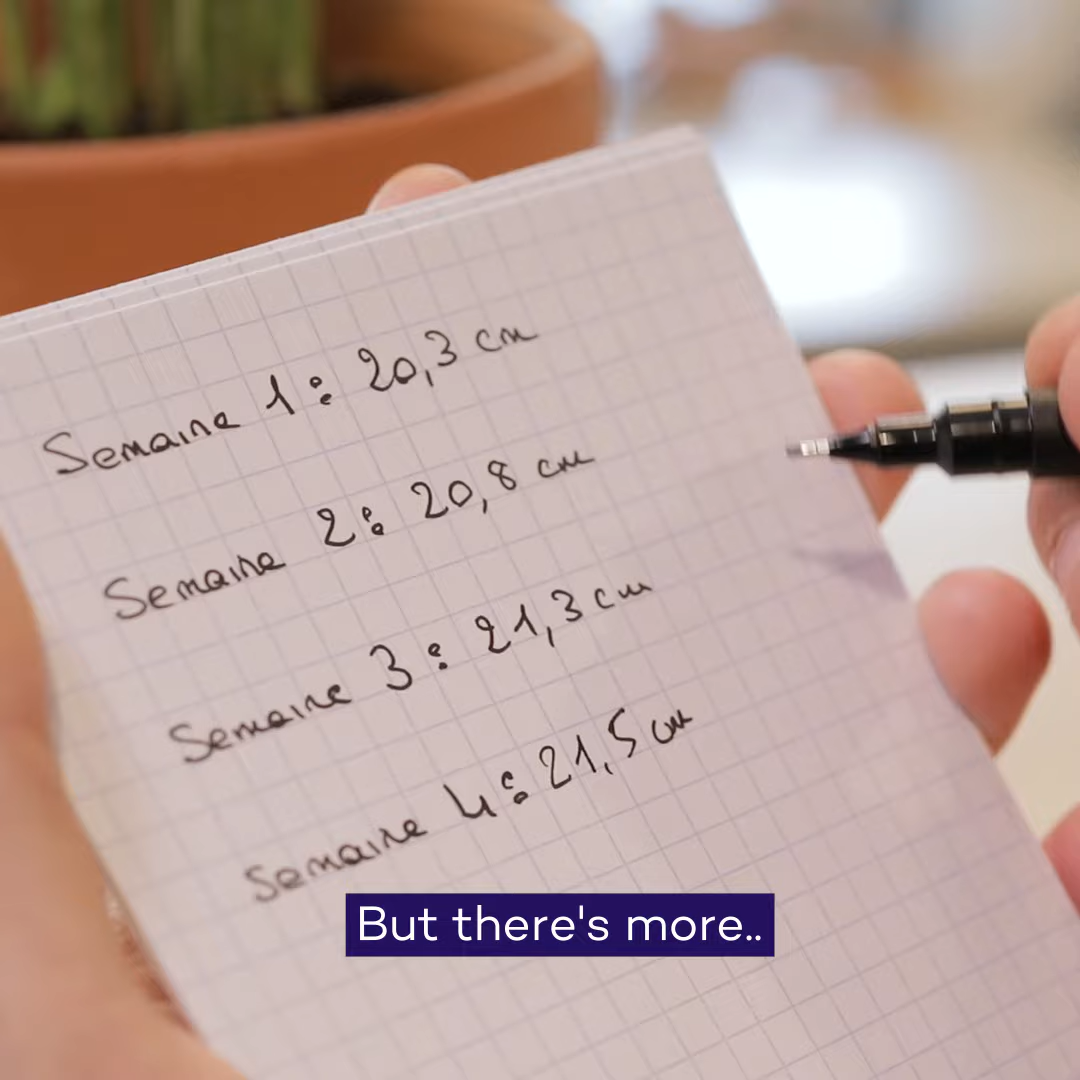 Semaine 1 : 20,3 cm
Semaine 2 : 20,8 cm
Semaine 3 : 21,3 cm
Semaine 4 : 21,5 cm
But there's more..